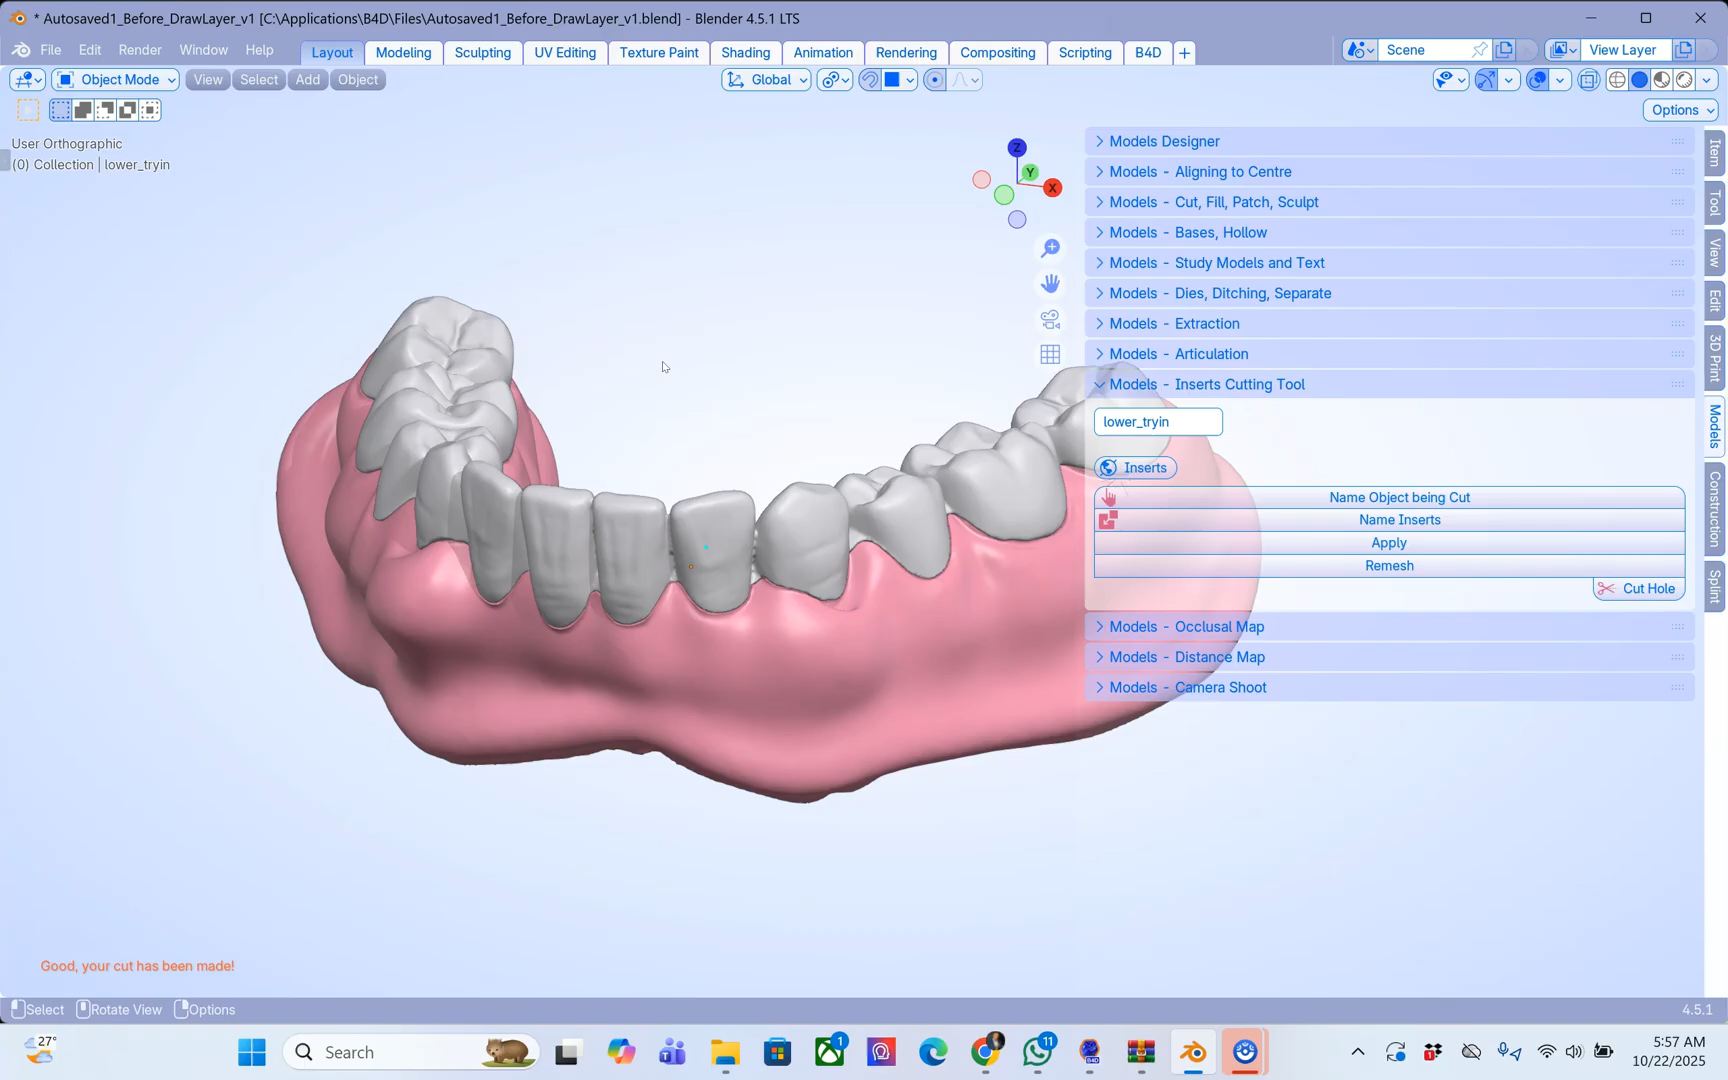 * Autosaved1_Before_DrawLayer_v1 [C:\Applications\B4D\Files\Autosaved1_Before_DrawLayer_v1.blend] - Blender 4.5.1 LTS
File Edit Render Window Help Layout Modeling Sculpting UV Editing Texture Paint Shading Animation Rendering Compositing Scripting B4D + Scene View Layer
Object Mode View Select Add Object Global
Options
User Orthographic
(0) Collection | lower_tryin
Z
Y
X
Models Designer
Models - Aligning to Centre
Models - Cut, Fill, Patch, Sculpt
Models - Bases, Hollow
Models - Study Models and Text
Models - Dies, Ditching, Separate
Models - Extraction
Models - Articulation
Models - Inserts Cutting Tool
lower_tryin
Inserts
Name Object being Cut
Name Inserts
Apply
Remesh
Cut Hole
Models - Occlusal Map
Models - Distance Map
Models - Camera Shoot
Item
Tool
View
Edit
3D Print
Models
Construction
Splint
Good, your cut has been made!
Select Rotate View Options 4.5.1
27°
Search
1
11
B4D
1
5:57 AM
10/22/2025